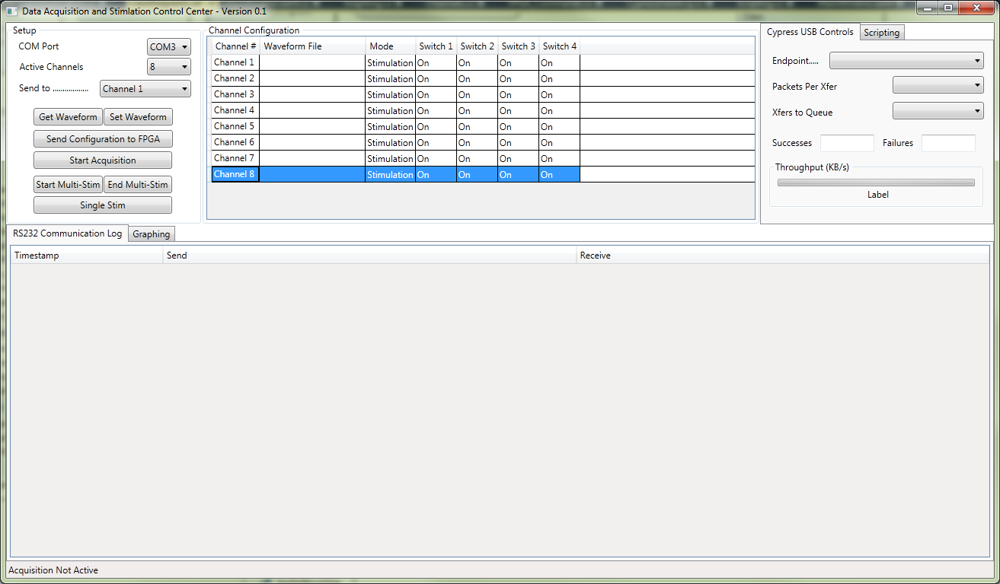 Data Acquisition and Stimlation Control Center - Version 0.1
Setup
COM Port COM3
Active Channels 8
Send to .................. Channel 1
Get Waveform Set Waveform
Send Configuration to FPGA
Start Acquisition
Start Multi-Stim End Multi-Stim
Single Stim
Channel Configuration
Channel # Waveform File Mode Switch 1 Switch 2 Switch 3 Switch 4
Channel 1 Stimulation On On On On
Channel 2 Stimulation On On On On
Channel 3 Stimulation On On On On
Channel 4 Stimulation On On On On
Channel 5 Stimulation On On On On
Channel 6 Stimulation On On On On
Channel 7 Stimulation On On On On
Channel 8 Stimulation On On On On
Cypress USB Controls Scripting
Endpoint.....
Packets Per Xfer
Xfers to Queue
Successes Failures
Throughput (KB/s)
Label
RS232 Communication Log Graphing
Timestamp Send Receive
Acquisition Not Active